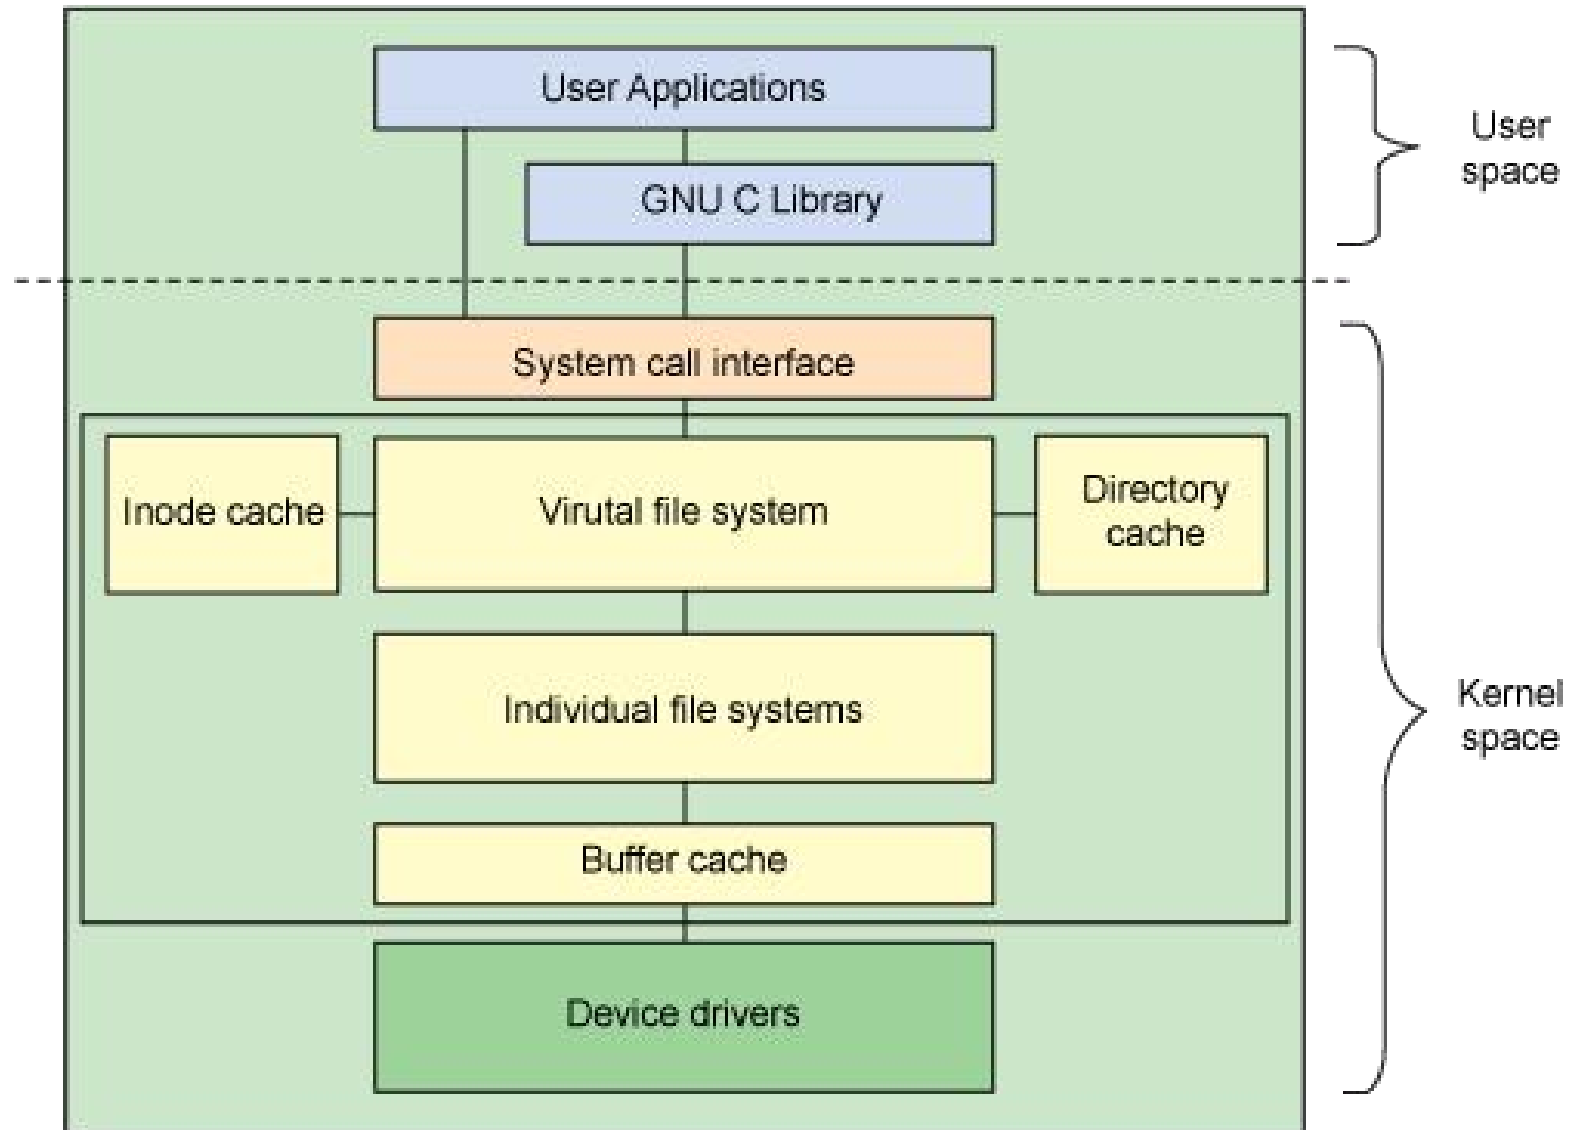 User Applications
User
space
GNU C Library
System call interface
Inode cache
Virutal file system
Directory
cache
Individual file systems
Kernel
space
Buffer cache
Device drivers